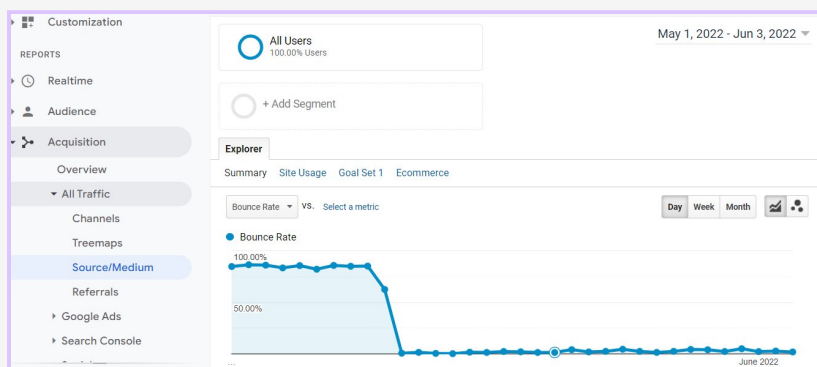 Customization
REPORTS
Realtime
Audience
Acquisition
Overview
All Traffic
Channels
Treemaps
Source/Medium
Referrals
Google Ads
Search Console
All Users
100.00% Users
May 1, 2022 - Jun 3, 2022
+ Add Segment
Explorer
Summary Site Usage Goal Set 1 Ecommerce
Bounce Rate VS. Select a metric
Day Week Month
Bounce Rate
100.00%
50.00%
...
June 2022